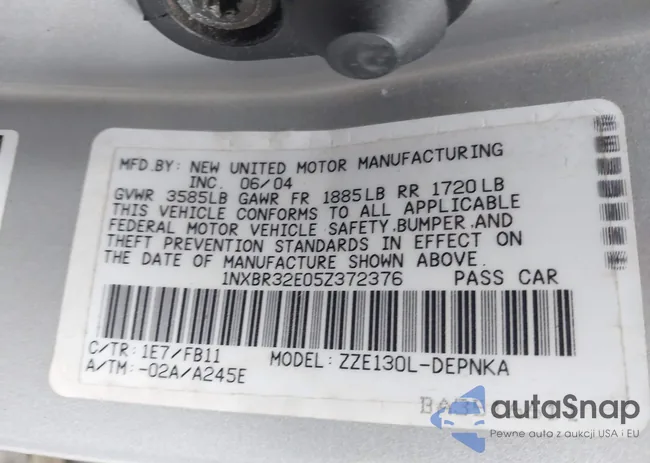 MFD.BY: NEW UNITED MOTOR MANUFACTURING
INC. 06/04
GVWR 3585LB GAWR FR 1885LB RR 1720LB
THIS VEHICLE CONFORMS TO ALL APPLICABLE
FEDERAL MOTOR VEHICLE SAFETY,BUMPER,AND
THEFT PREVENTION STANDARDS IN EFFECT ON
THE DATE OF MANUFACTURE SHOWN ABOVE.
1NXBR32E05Z372376 PASS CAR
C/TR: 1E7/FB11 MODEL: ZZE130L-DEPNKA
A/TM: -02A/A245E
autaSnap
Pewne auto z aukcji USA i EU